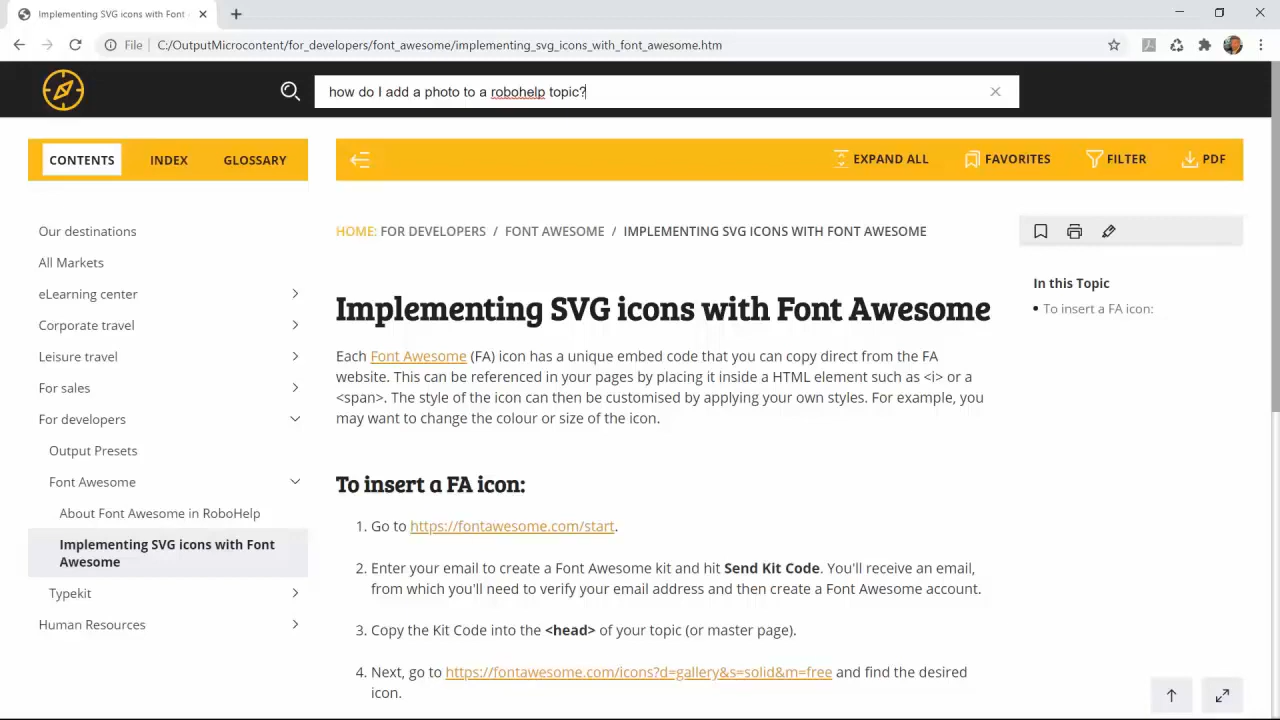 Implementing SVG icons with Font
File
C:/OutputMicrocontent/for_developers/font_awesome/implementing_svg_icons_with_font_awesome.htm
how do I add a photo to a robohelp topic?
CONTENTS INDEX GLOSSARY
EXPAND ALL FAVORITES FILTER PDF
Our destinations
All Markets
eLearning center
Corporate travel
Leisure travel
For sales
For developers
Output Presets
Font Awesome
About Font Awesome in RoboHelp
Implementing SVG icons with Font
Awesome
Typekit
Human Resources
HOME: FOR DEVELOPERS / FONT AWESOME / IMPLEMENTING SVG ICONS WITH FONT AWESOME
Implementing SVG icons with Font Awesome
Each Font Awesome (FA) icon has a unique embed code that you can copy direct from the FA
website. This can be referenced in your pages by placing it inside a HTML element such as <i> or a
<span>. The style of the icon can then be customised by applying your own styles. For example, you
may want to change the colour or size of the icon.
To insert a FA icon:
1. Go to https://fontawesome.com/start.
2. Enter your email to create a Font Awesome kit and hit Send Kit Code. You'll receive an email,
from which you'll need to verify your email address and then create a Font Awesome account.
3. Copy the Kit Code into the <head> of your topic (or master page).
4. Next, go to https://fontawesome.com/icons?d=gallery&s=solid&m=free and find the desired
icon.
In this Topic
• To insert a FA icon: